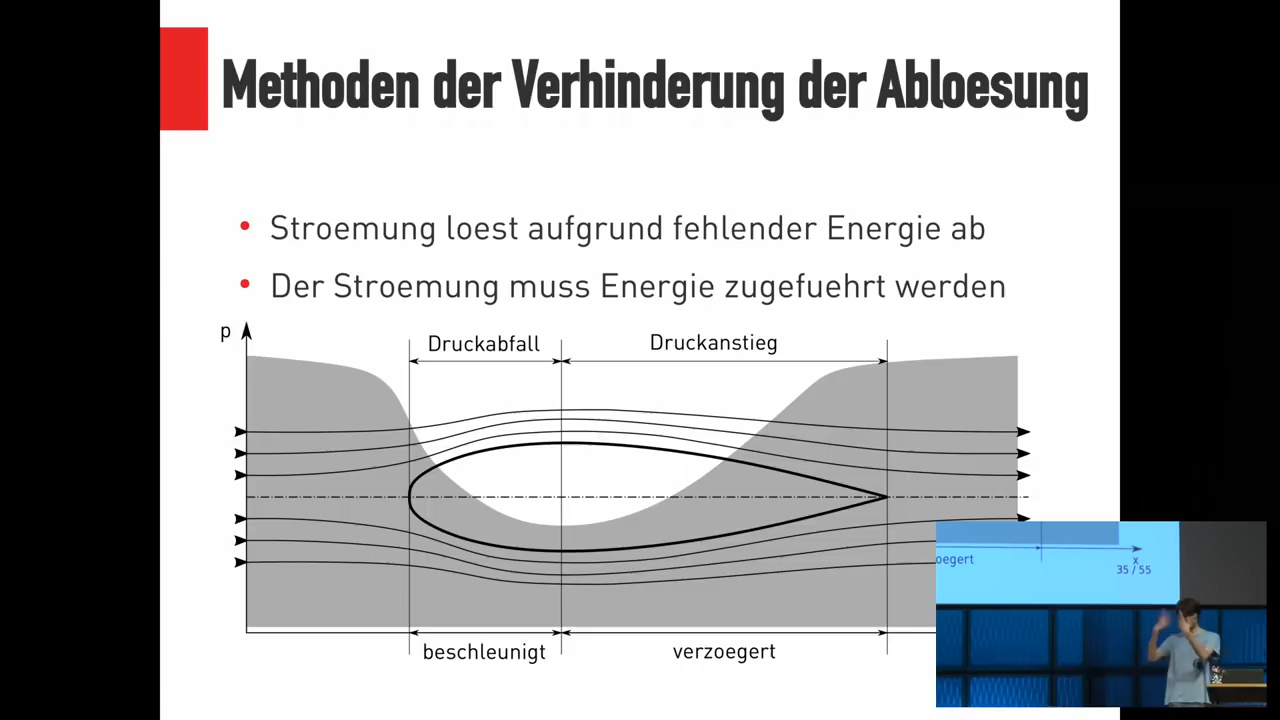 Methoden der Verhinderung der Abloesung
• Stroemung loest aufgrund fehlender Energie ab
• Der Stroemung muss Energie zugefuehrt werden
p
Druckabfall
Druckanstieg
beschleunigt
verzoegert
oegert
x
35 / 55